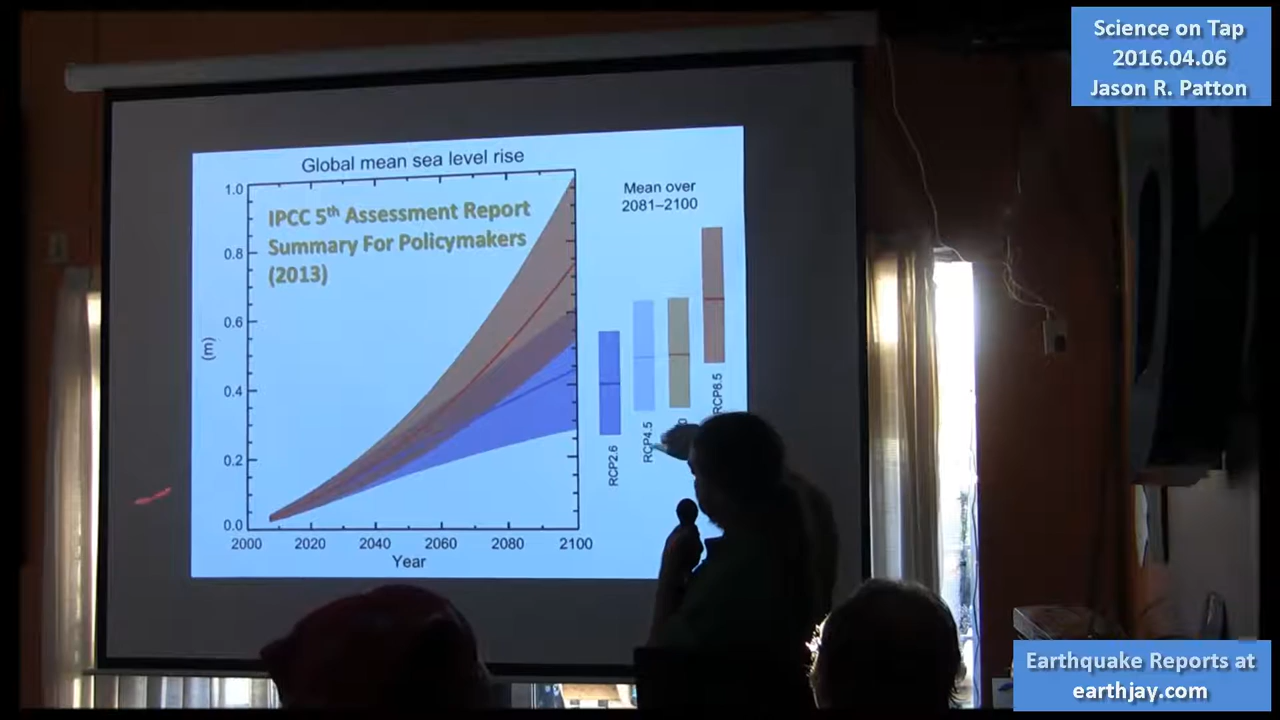 Science on Tap
2016.04.06
Jason R. Patton
Global mean sea level rise
IPCC 5th Assessment Report
Summary For Policymakers
(2013)
1.0
0.8
0.6
0.4
0.2
0.0
(m)
2000 2020 2040 2060 2080 2100
Year
Mean over
2081–2100
RCP2.6
RCP4.5
RCP8.5
Earthquake Reports at
earthjay.com